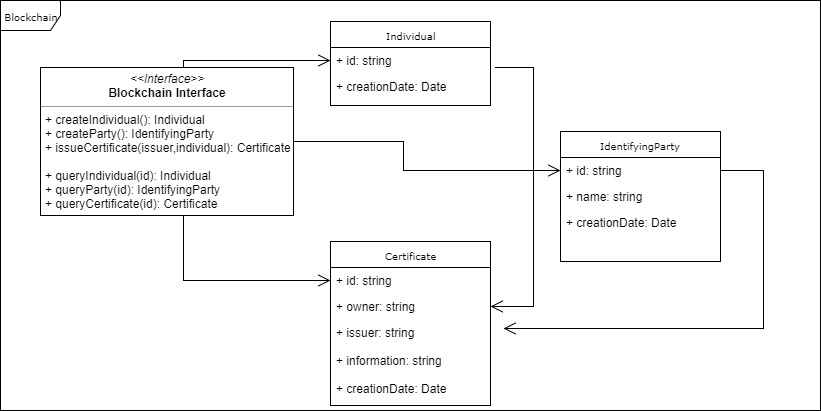 Blockchain
Individual
+ id: string
+ creationDate: Date
<<Interface>>
Blockchain Interface
+ createIndividual(): Individual
+ createParty(): IdentifyingParty
+ issueCertificate(issuer,individual): Certificate
+ queryIndividual(id): Individual
+ queryParty(id): IdentifyingParty
+ queryCertificate(id): Certificate
IdentifyingParty
+ id: string
+ name: string
+ creationDate: Date
Certificate
+ id: string
+ owner: string
+ issuer: string
+ information: string
+ creationDate: Date